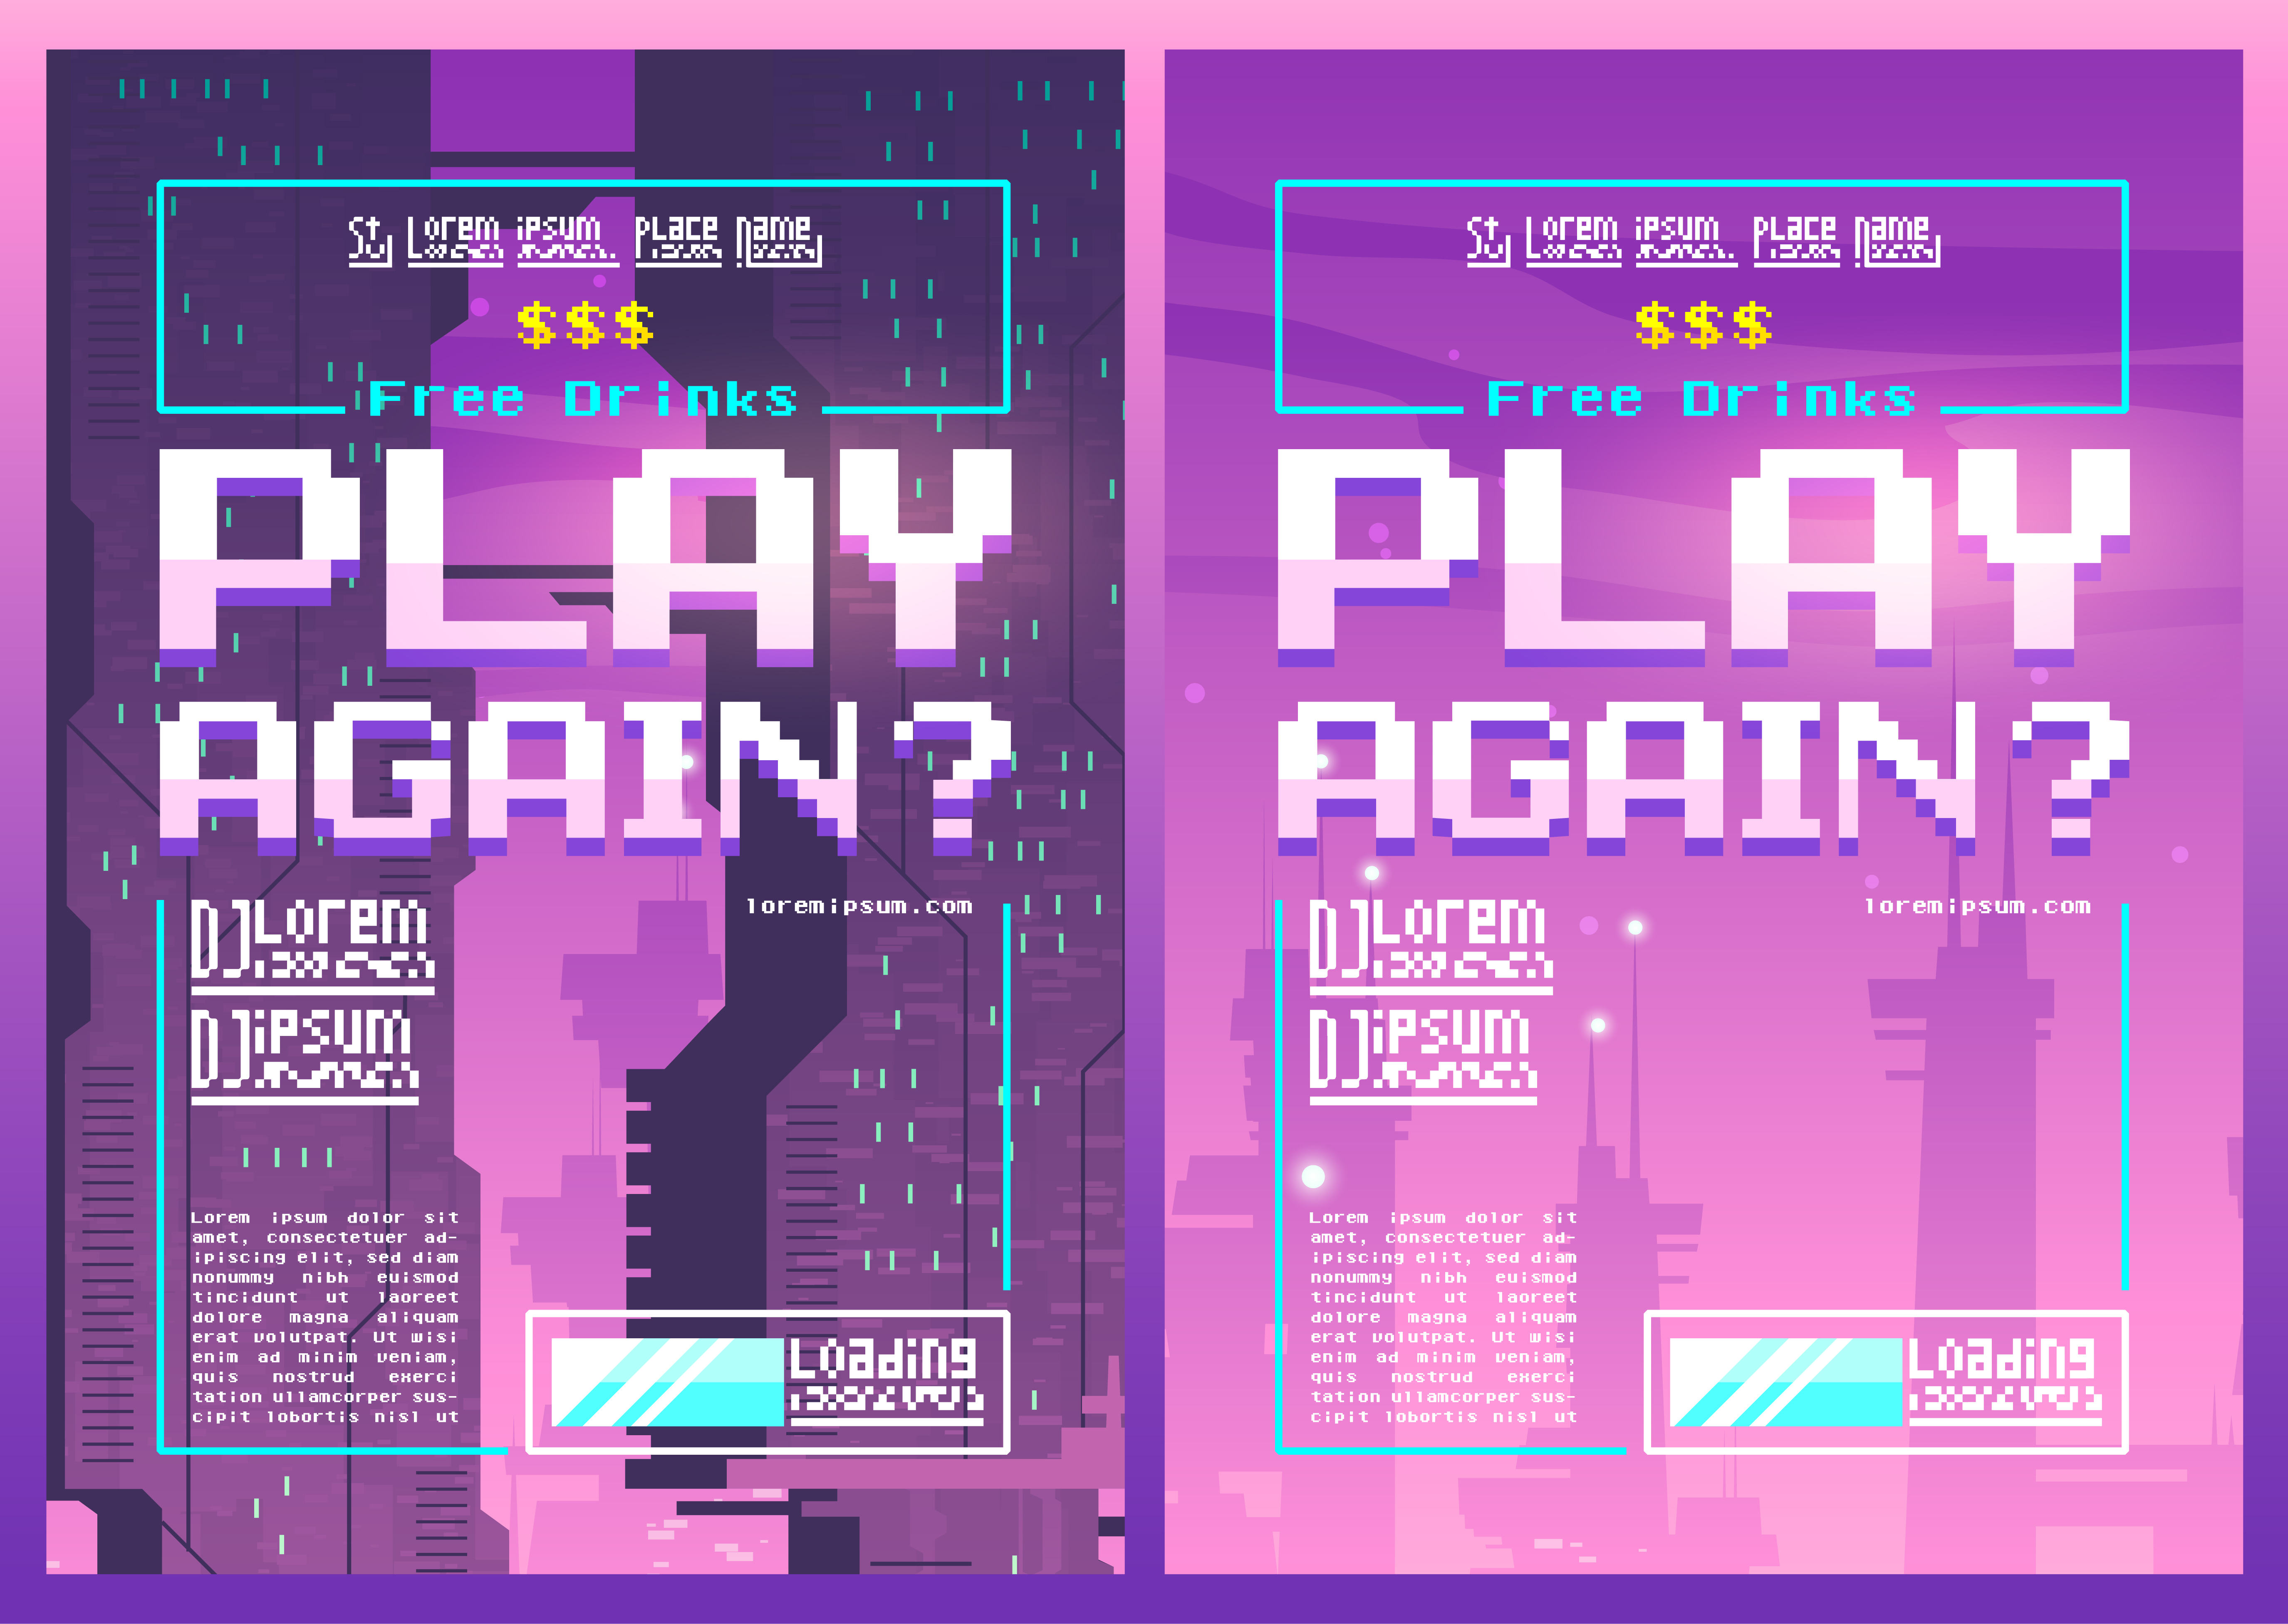 St Lorem ipsum place name
$$$
Free Drinks
PLAY
AGAIN?
DJ Lorem
loremipsum.com
DJ ipsum
Lorem ipsum dolor sit
amet, consectetuer ad-
ipiscing elit, sed diam
nonummy nibh euismod
tincidunt ut laoreet
dolore magna aliquam
erat volutpat. Ut wisi
enim ad minim veniam,
quis nostrud exerci
tation ullamcorper sus-
cipit lobortis nisl ut
Loading
St Lorem ipsum place name
$$$
Free Drinks
PLAY
AGAIN?
DJ Lorem
loremipsum.com
DJ ipsum
Lorem ipsum dolor sit
amet, consectetuer ad-
ipiscing elit, sed diam
nonummy nibh euismod
tincidunt ut laoreet
dolore magna aliquam
erat volutpat. Ut wisi
enim ad minim veniam,
quis nostrud exerci
tation ullamcorper sus-
cipit lobortis nisl ut
Loading